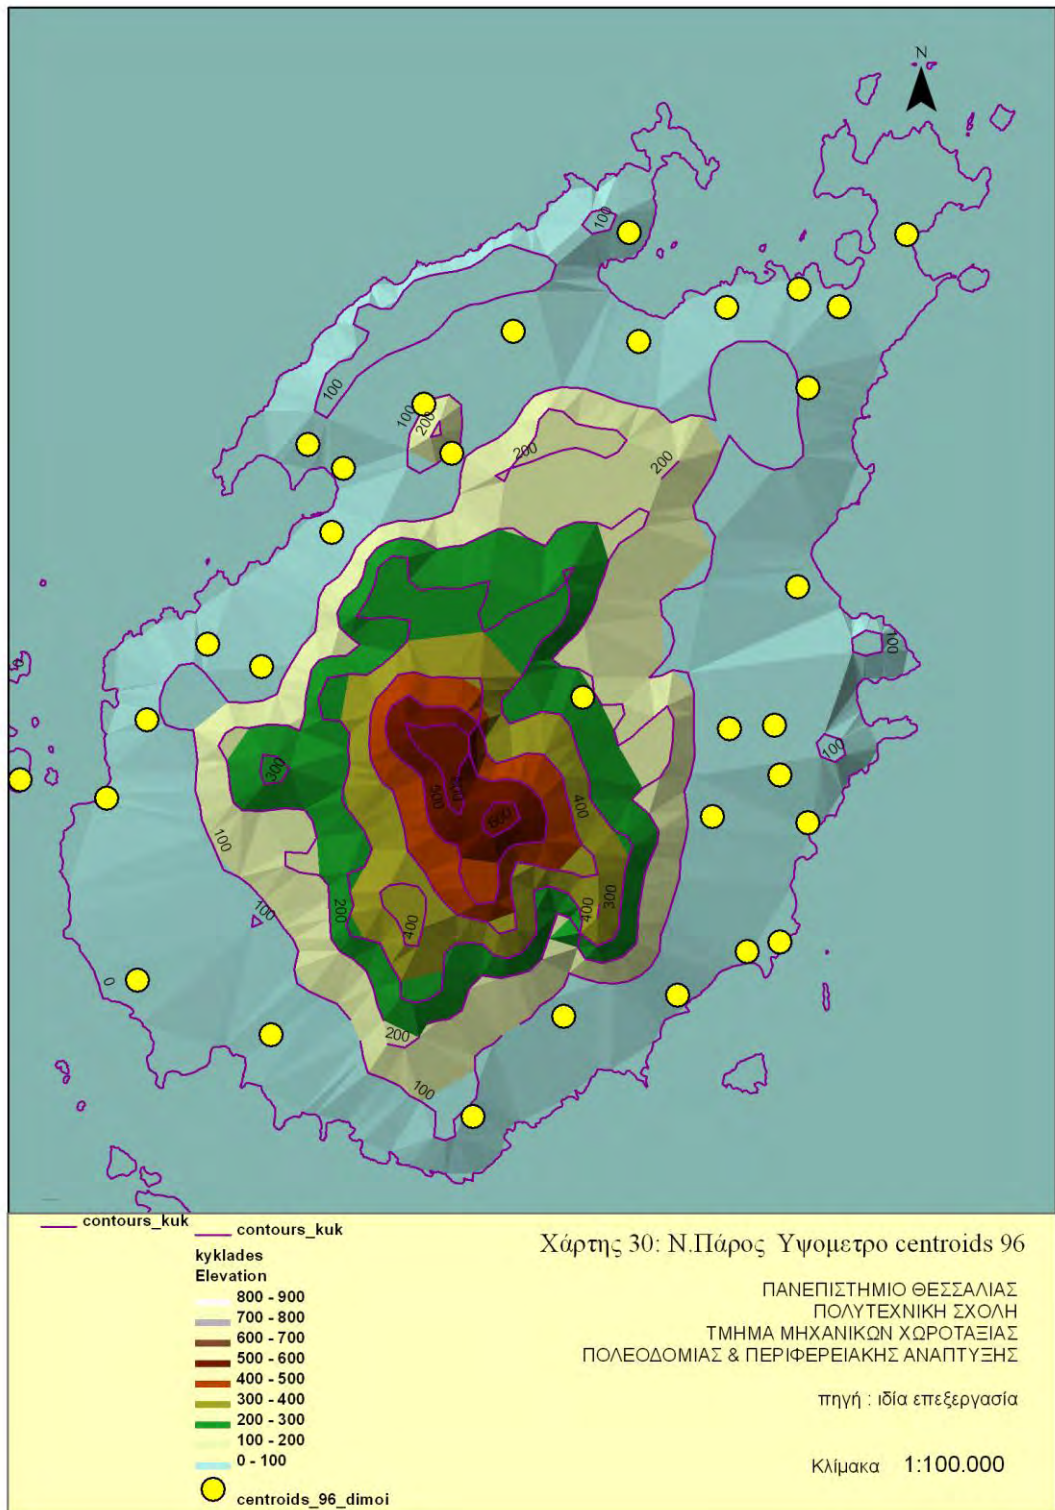 N
100
100
100
200
200
200
100
100
300
500
600
400
100
100
200
400
400
300
0
200
100
contours_kuk
contours_kuk
kyklades
Elevation
800 - 900
700 - 800
600 - 700
500 - 600
400 - 500
300 - 400
200 - 300
100 - 200
0 - 100
centroids_96_dimoi
Χάρτης 30: Ν.Πάρος Υψομετρο centroids 96
ΠΑΝΕΠΙΣΤΗΜΙΟ ΘΕΣΣΑΛΙΑΣ
ΠΟΛΥΤΕΧΝΙΚΗ ΣΧΟΛΗ
ΤΜΗΜΑ ΜΗΧΑΝΙΚΩΝ ΧΩΡΟΤΑΞΙΑΣ
ΠΟΛΕΟΔΟΜΙΑΣ & ΠΕΡΙΦΕΡΕΙΑΚΗΣ ΑΝΑΠΤΥΞΗΣ
πηγή : ιδία επεξεργασία
Κλίμακα 1:100.000